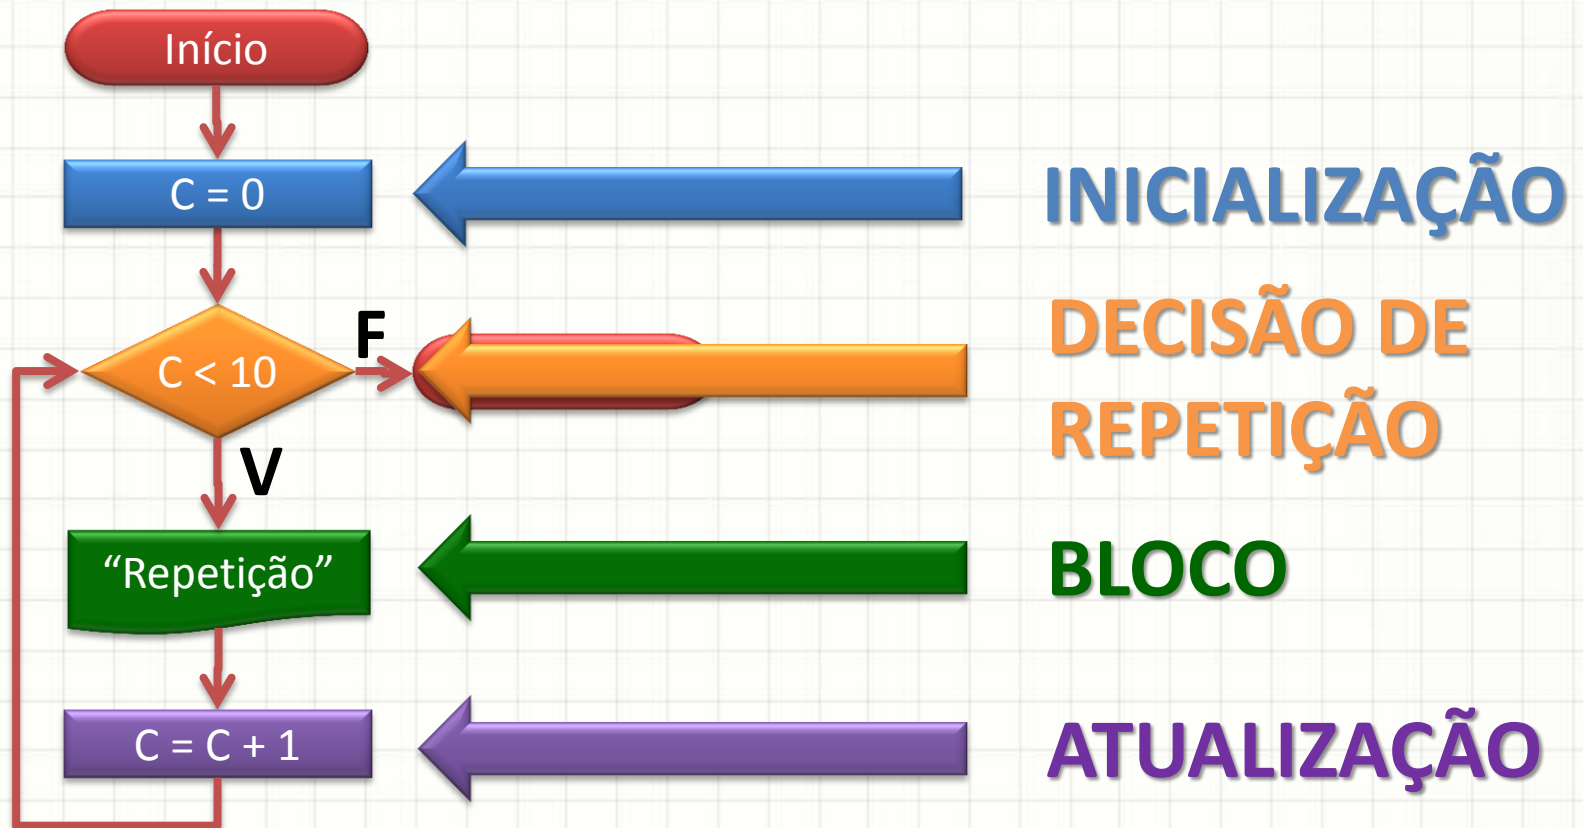 Início
C = 0
INICIALIZAÇÃO
C < 10
F
DECISÃO DE
REPETIÇÃO
V
“Repetição”
BLOCO
C = C + 1
ATUALIZAÇÃO